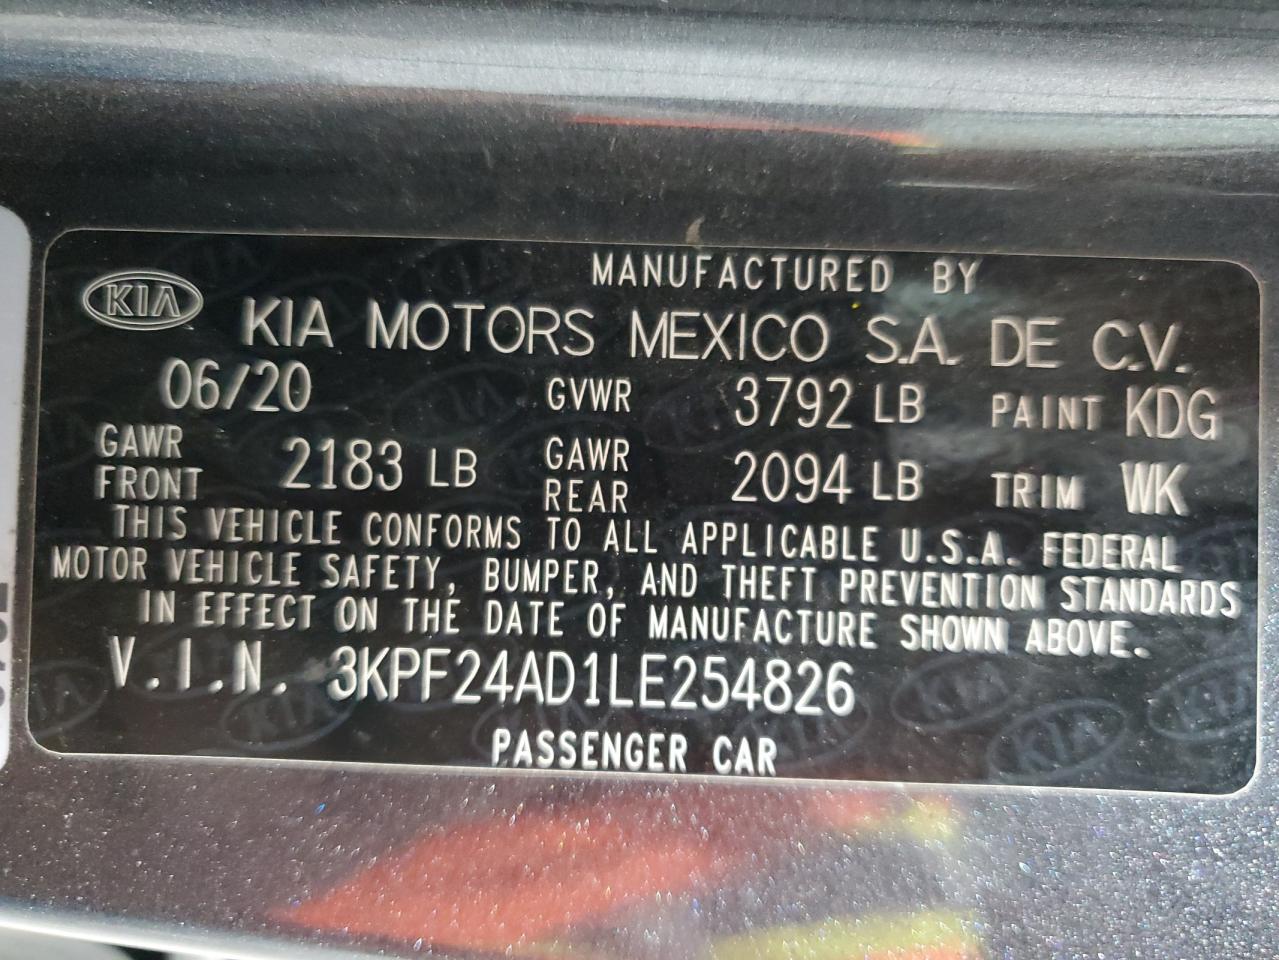 MANUFACTURED BY
KIA KIA MOTORS MEXICO S.A. DE C.V.
06/20 GVWR 3792 LB PAINT KDG
GAWR FRONT 2183 LB GAWR REAR 2094 LB TRIM WK
THIS VEHICLE CONFORMS TO ALL APPLICABLE U.S.A. FEDERAL
MOTOR VEHICLE SAFETY, BUMPER, AND THEFT PREVENTION STANDARDS
IN EFFECT ON THE DATE OF MANUFACTURE SHOWN ABOVE.
V.I.N. 3KPF24AD1LE254826
PASSENGER CAR